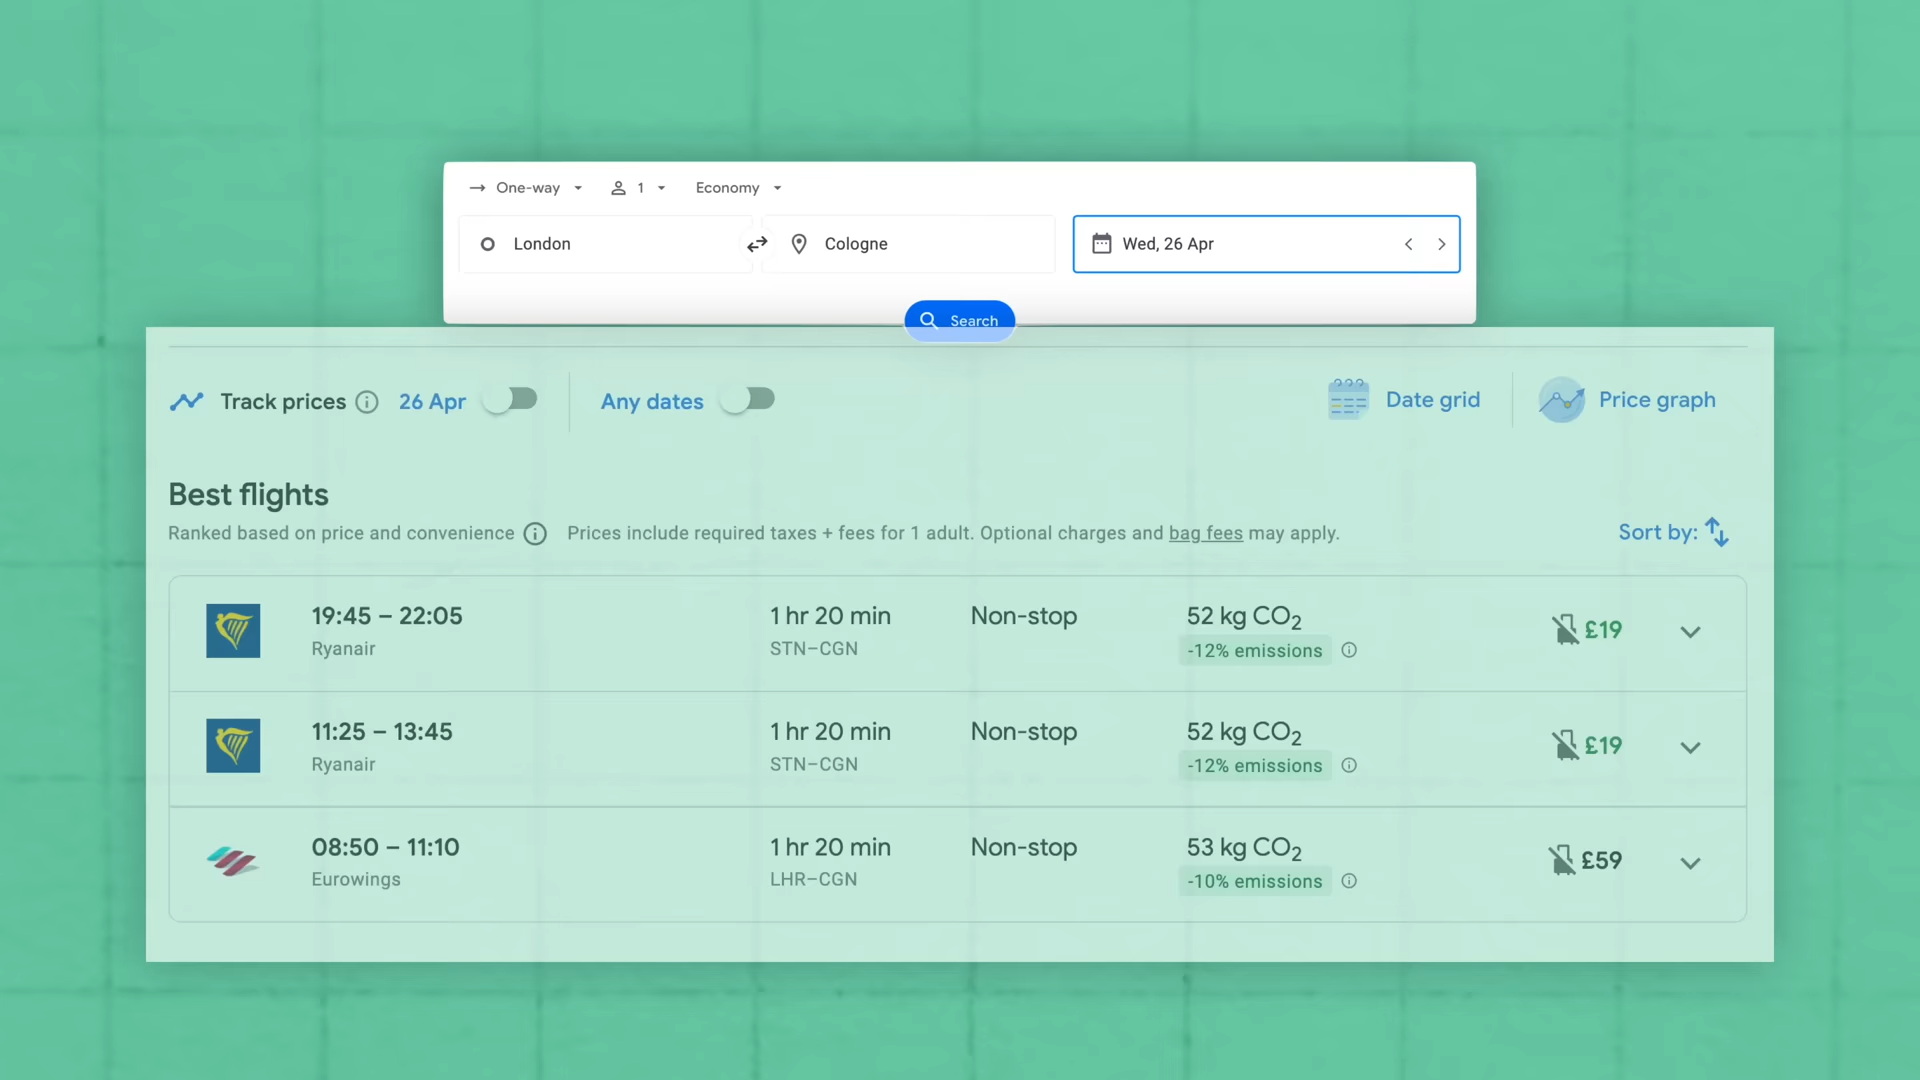 One-way 1 Economy
London Cologne Wed, 26 Apr
Search
Track prices 26 Apr Any dates Date grid Price graph
Best flights
Ranked based on price and convenience Prices include required taxes + fees for 1 adult. Optional charges and bag fees may apply. Sort by:
19:45 – 22:05 1 hr 20 min Non-stop 52 kg CO2 £19
Ryanair STN–CGN -12% emissions
11:25 – 13:45 1 hr 20 min Non-stop 52 kg CO2 £19
Ryanair STN–CGN -12% emissions
08:50 – 11:10 1 hr 20 min Non-stop 53 kg CO2 £59
Eurowings LHR–CGN -10% emissions